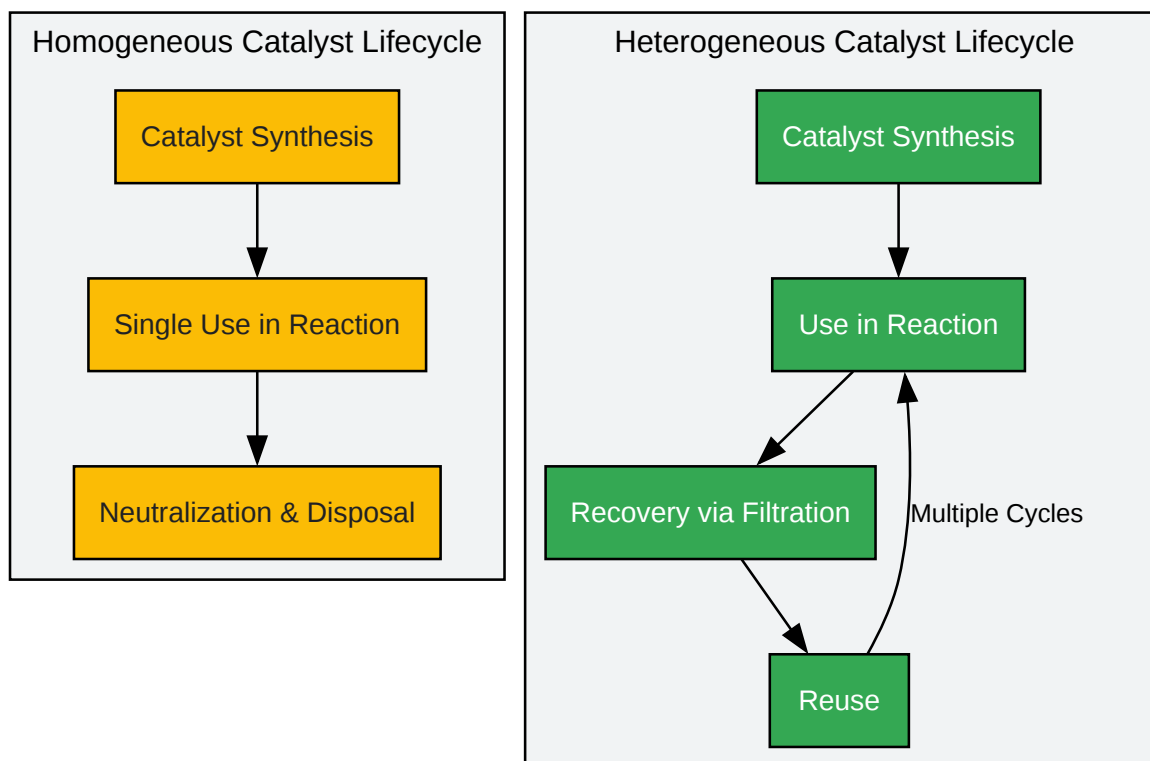 Homogeneous Catalyst Lifecycle
Catalyst Synthesis
Single Use in Reaction
Neutralization & Disposal
Heterogeneous Catalyst Lifecycle
Catalyst Synthesis
Use in Reaction
Recovery via Filtration
Multiple Cycles
Reuse